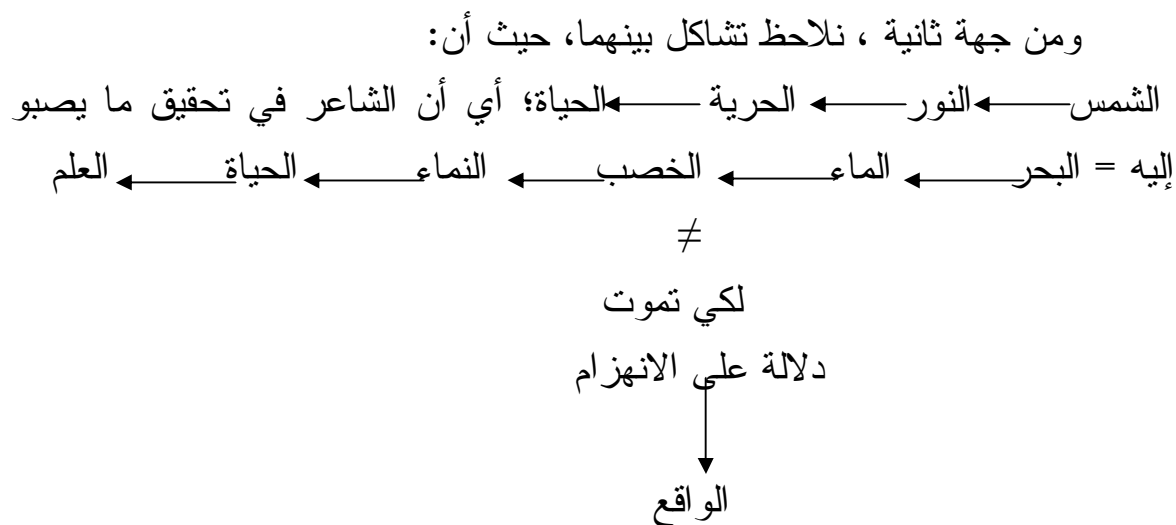 ومن جهة ثانية ، نلاحظ تشاكل بينهما، حيث أن:
الشمس ← النور ← الحرية ← الحياة؛ أي أن الشاعر في تحقيق ما يصبو
إليه = البحر ← الماء ← الخصب ← النماء ← الحياة ← العلم
≠
لكي تموت
دلالة على الانهزام
↓
الواقع